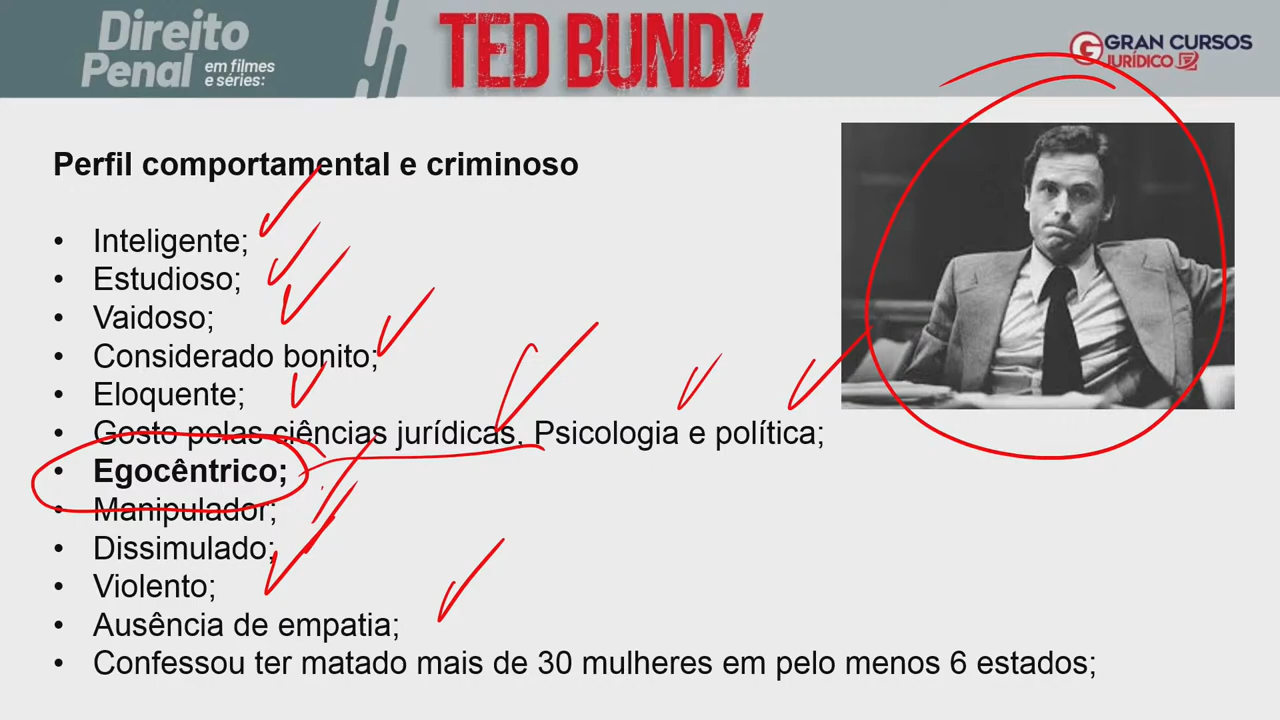 Direito
Penal em filmes
e séries:
TED BUNDY
GRAN CURSOS
JURÍDICO
Perfil comportamental e criminoso
• Inteligente;
• Estudioso;
• Vaidoso;
• Considerado bonito;
• Eloquente;
• Gosto pelas ciências jurídicas, Psicologia e política;
• Egocêntrico;
• Manipulador;
• Dissimulado;
• Violento;
• Ausência de empatia;
• Confessou ter matado mais de 30 mulheres em pelo menos 6 estados;